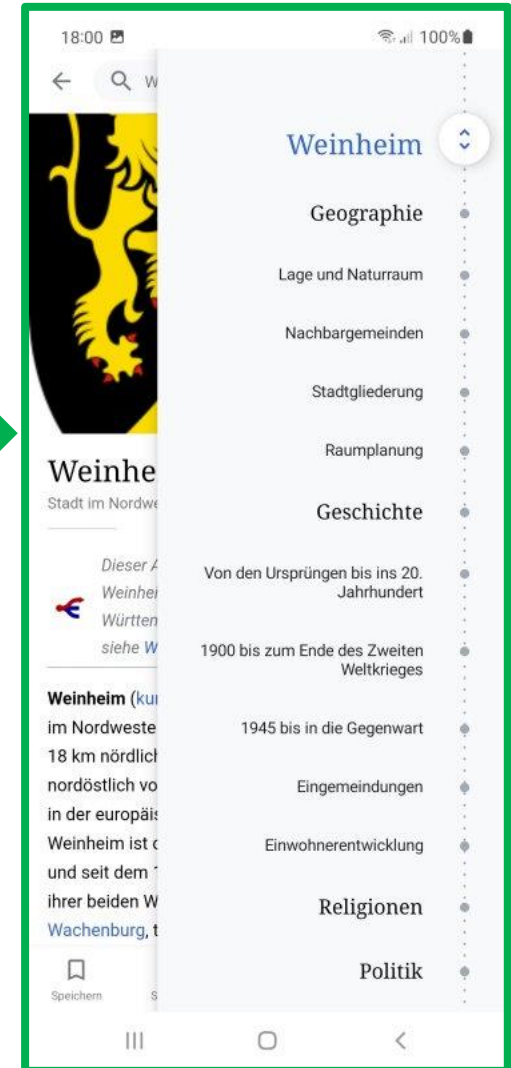 18:00
100%
W
Weinheim
Geographie
Lage und Naturraum
Nachbargemeinden
Stadtgliederung
Raumplanung
Geschichte
Von den Ursprüngen bis ins 20.
Jahrhundert
1900 bis zum Ende des Zweiten
Weltkrieges
1945 bis in die Gegenwart
Eingemeindungen
Einwohnerentwicklung
Religionen
Politik
Weinhe
Stadt im Nordwe
Dieser A
Weinhei
Württen
siehe W
Weinheim (kur
im Nordweste
18 km nördlich
nordöstlich vo
in der europäis
Weinheim ist d
und seit dem 1
ihrer beiden W
Wachenburg, t
Speichern
S